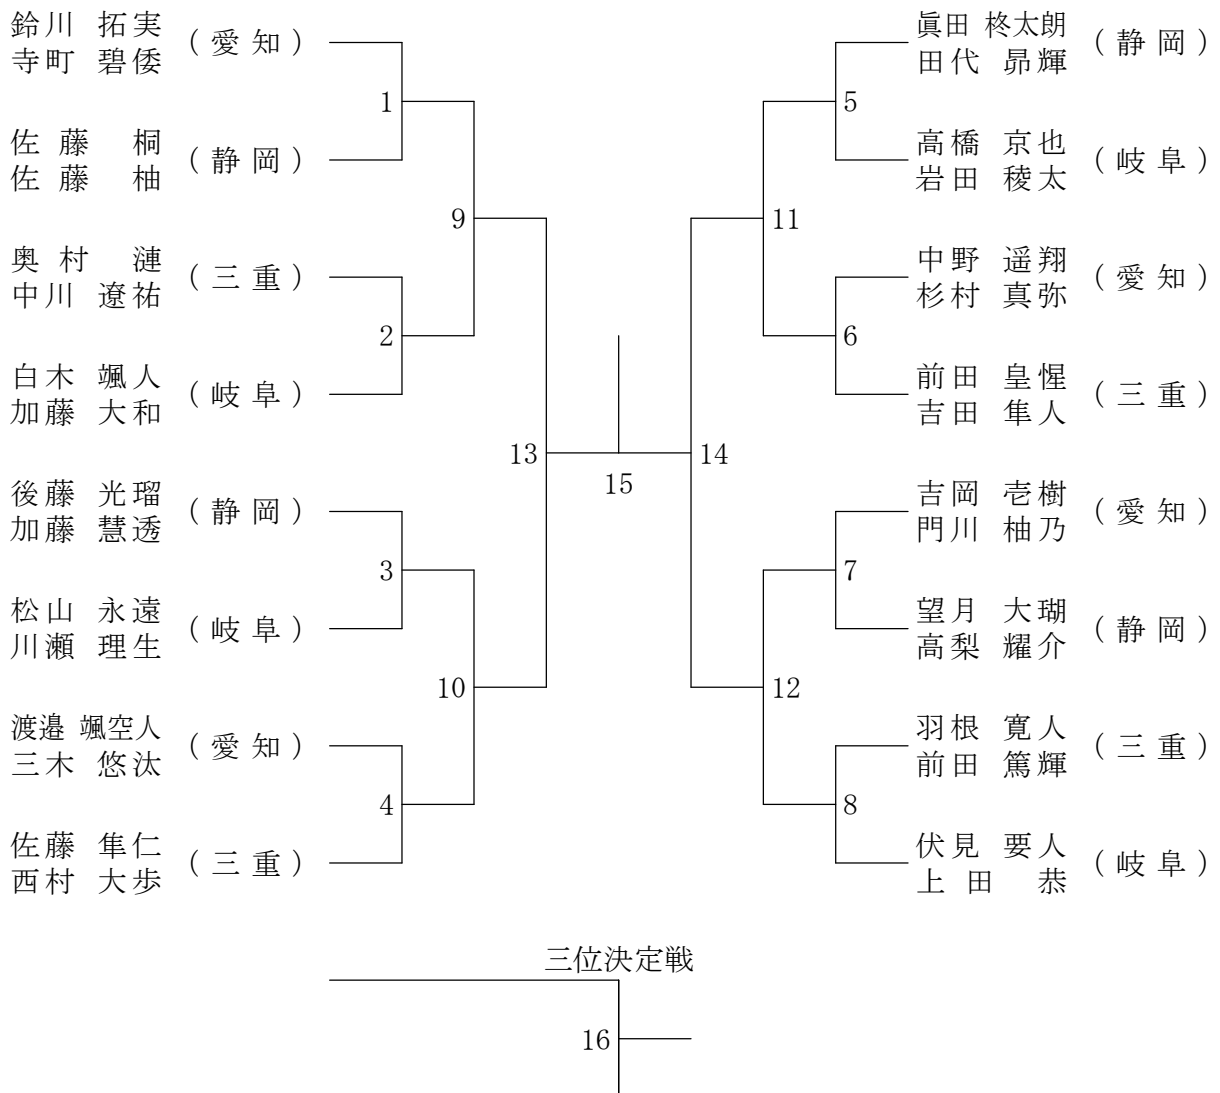 鈴川 拓実
寺町 碧倭
(愛知)
1
佐藤 桐
佐藤 柚
(静岡)
9
奥村 漣
中川 遼祐
(三重)
2
白木 颯人
加藤 大和
(岐阜)
13
後藤 光瑠
加藤 慧透
(静岡)
3
松山 永遠
川瀬 理生
(岐阜)
10
渡邉 颯空人
三木 悠汰
(愛知)
4
佐藤 隼仁
西村 大歩
(三重)
15
眞田 柊太朗
田代 昴輝
(静岡)
5
高橋 京也
岩田 稜太
(岐阜)
11
中野 遥翔
杉村 真弥
(愛知)
6
前田 皇惺
吉田 隼人
(三重)
14
吉岡 壱樹
門川 柚乃
(愛知)
7
望月 大瑚
高梨 耀介
(静岡)
12
羽根 寛人
前田 篤輝
(三重)
8
伏見 要人
上田 恭
(岐阜)
三位決定戦
16